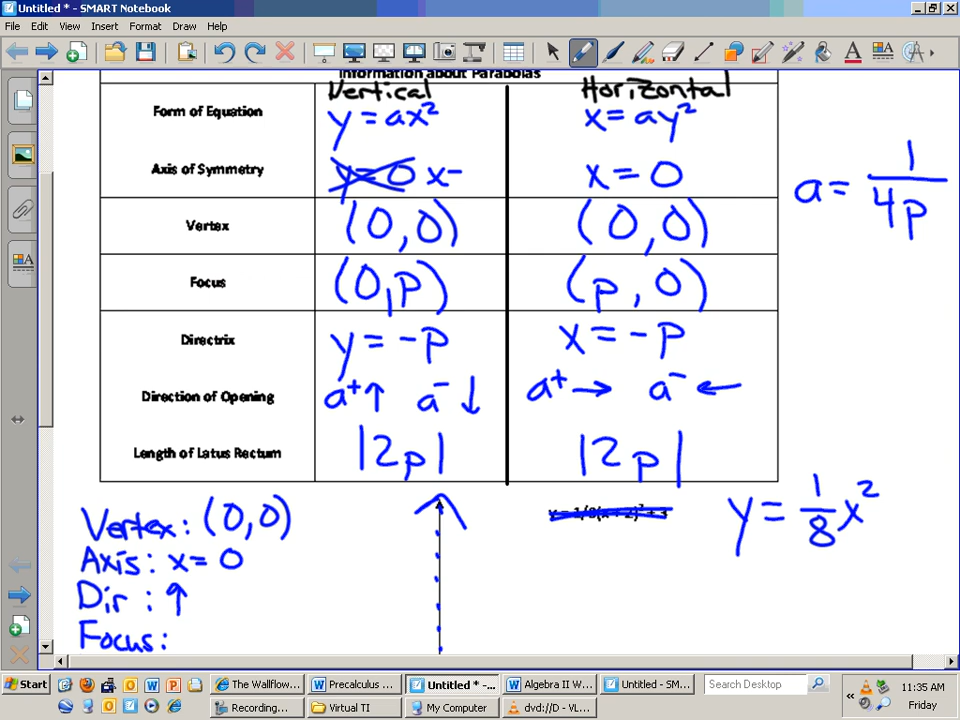 Untitled * - SMART Notebook
File Edit View Insert Format Draw Help
Information about Parabolas
Vertical Horizontal
Form of Equation y = ax² x = ay²
Axis of Symmetry y = 0 x= x = 0
a = 1/4p
Vertex (0,0) (0,0)
Focus (0,p) (p,0)
Directrix y = -p x = -p
Direction of Opening a⁺↑ a⁻↓ a⁺→ a⁻←
Length of Latus Rectum |2p| |2p|
y = 1/8 x²
Vertex: (0,0)
Axis: x = 0
Dir: ↑
Focus:
Start The Wallflow... Precalculus ... Untitled * -... Algebra II W... Untitled - SM... Search Desktop
Recording... Virtual TI My Computer dvd://D - VL...
11:35 AM
Friday